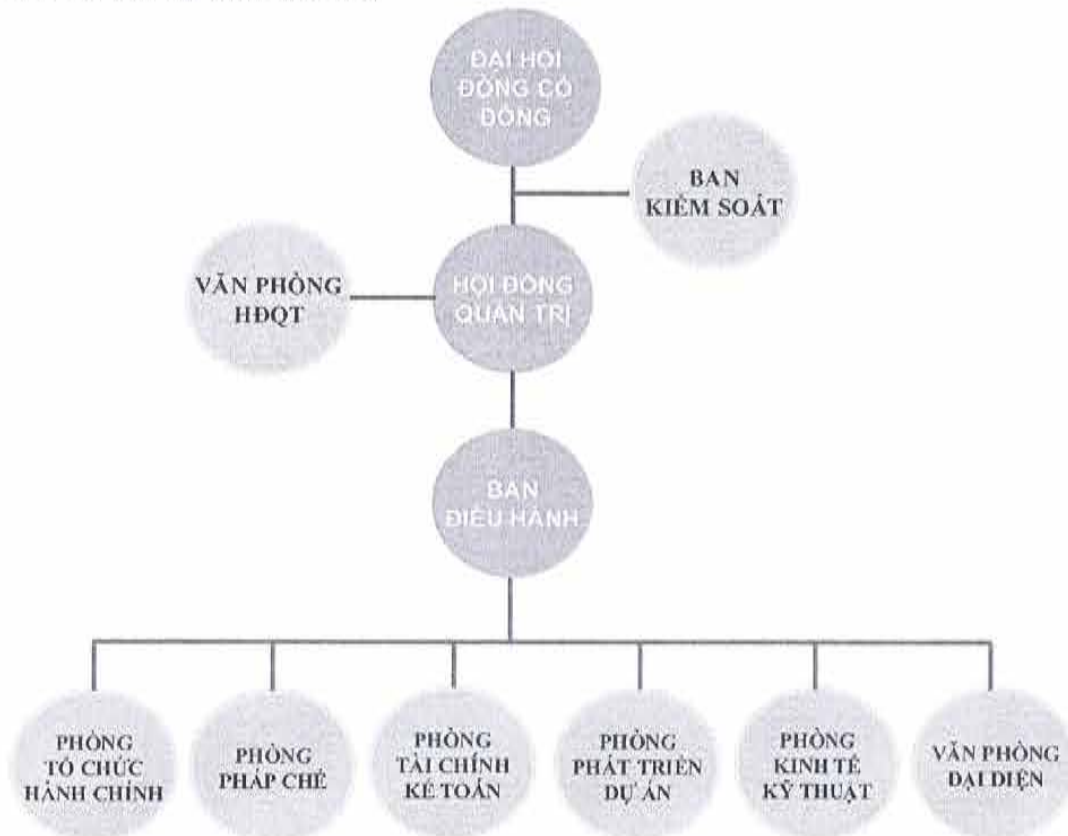 ĐẠI HỘI
ĐỒNG CỔ
ĐÔNG
BAN
KIỂM SOÁT
VĂN PHÒNG
HĐQT
HỘI ĐỒNG
QUẢN TRỊ
BAN
ĐIỀU HÀNH
PHÒNG
TỔ CHỨC
HÀNH CHÍNH
PHÒNG
PHÁP CHẾ
PHÒNG
TÀI CHÍNH
KẾ TOÁN
PHÒNG
PHÁT TRIỂN
DỰ ÁN
PHÒNG
KINH TẾ
KỸ THUẬT
VĂN PHÒNG
ĐẠI DIỆN